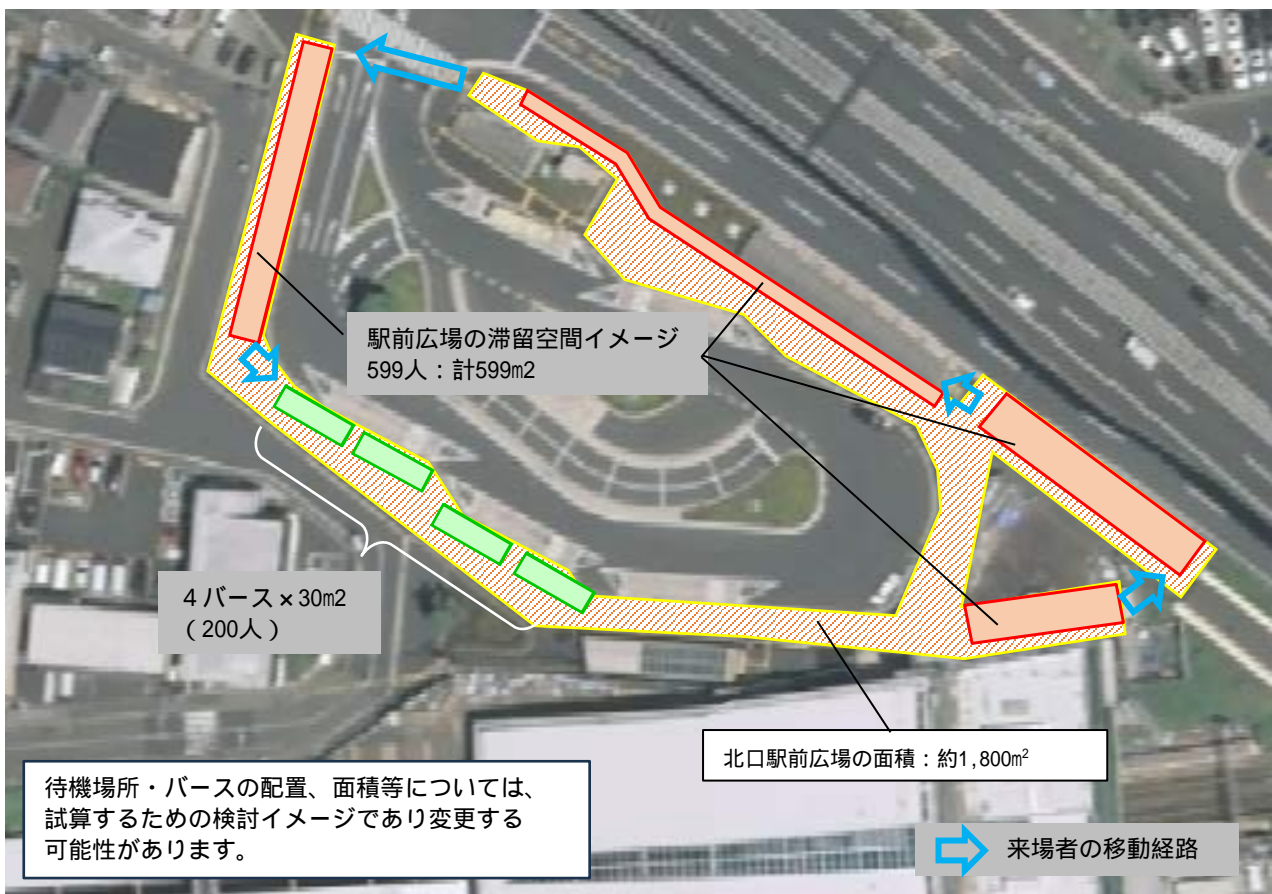 駅前広場の滞留空間イメージ
599人：計599m2
4バース×30m2
（200人）
北口駅前広場の面積：約1,800m²
待機場所・バースの配置、面積等については、
試算するための検討イメージであり変更する
可能性があります。
来場者の移動経路